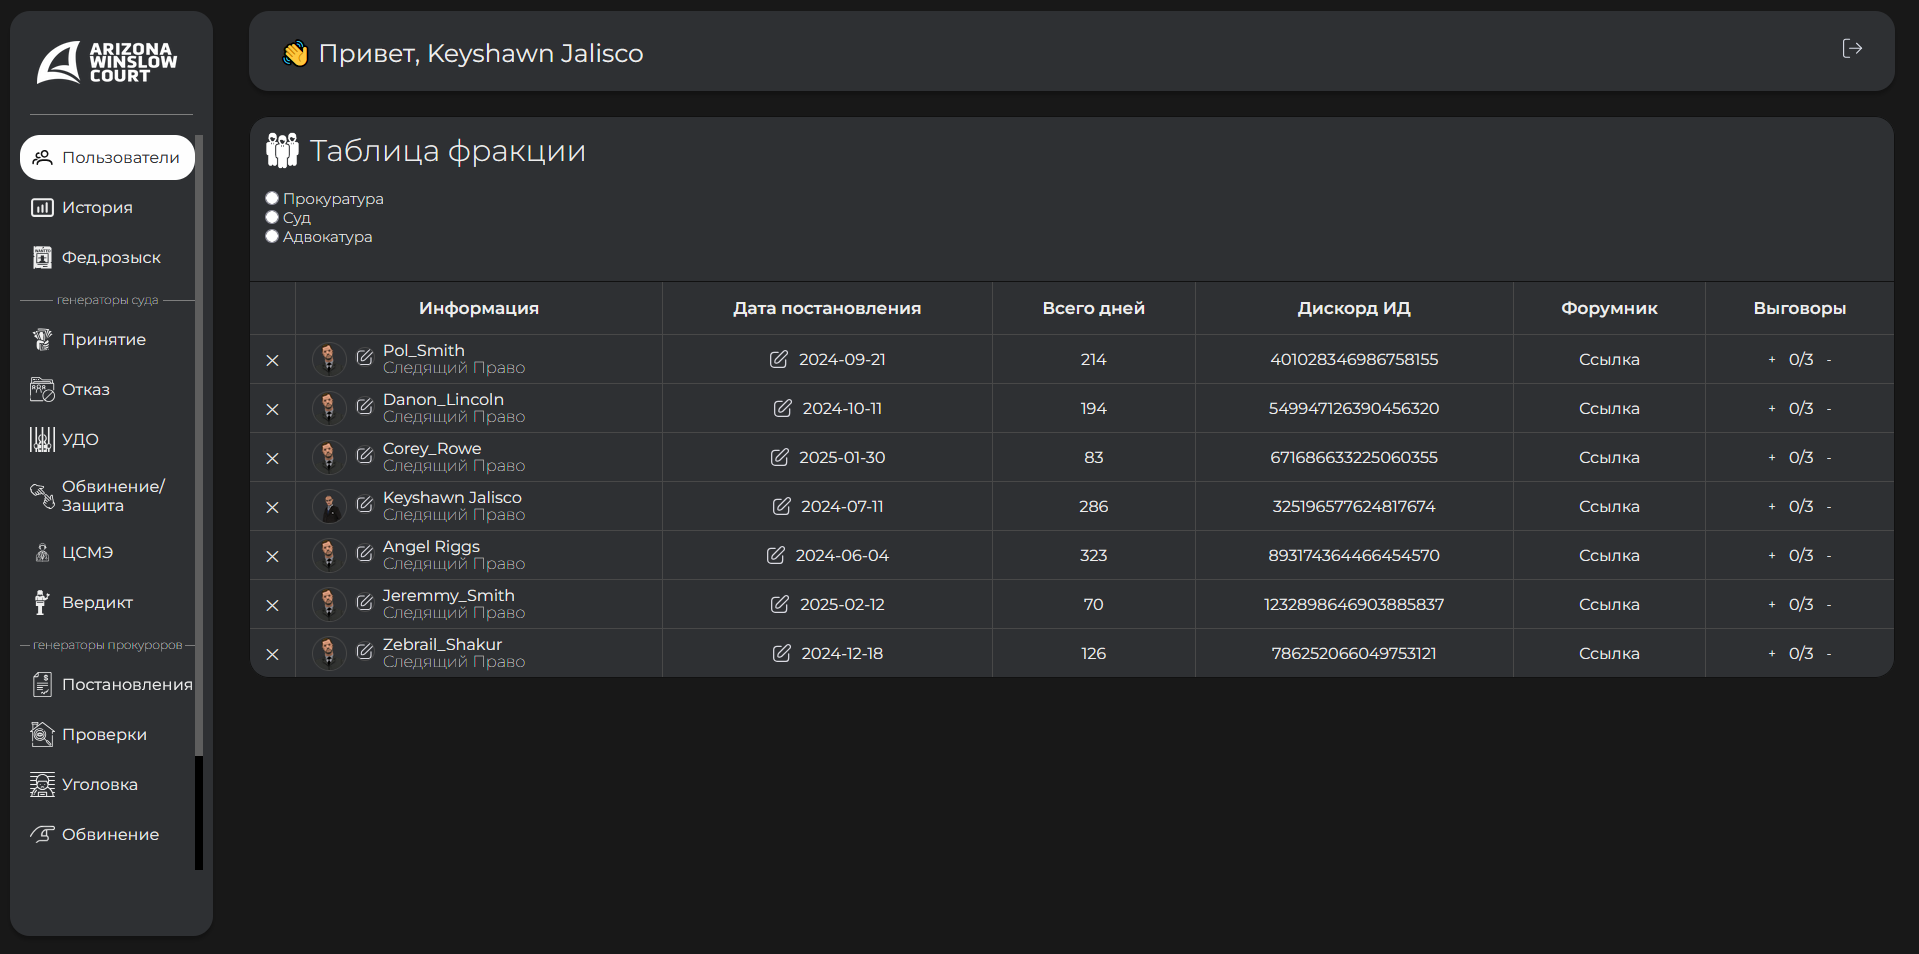 ARIZONA
WINSLOW
COURT
Пользователи
История
Фед.розыск
генераторы суда
Принятие
Отказ
УДО
Обвинение/
Защита
ЦСМЭ
Вердикт
генераторы прокуроров
Постановления
Проверки
Уголовка
Обвинение
👋 Привет, Keyshawn Jalisco
Таблица фракции
Прокуратура
Суд
Адвокатура
Информация Дата постановления Всего дней Дискорд ИД Форумник Выговоры
Pol_Smith
Следящий Право
2024-09-21 214 401028346986758155 Ссылка + 0/3 -
Danon_Lincoln
Следящий Право
2024-10-11 194 549947126390456320 Ссылка + 0/3 -
Corey_Rowe
Следящий Право
2025-01-30 83 671686633225060355 Ссылка + 0/3 -
Keyshawn Jalisco
Следящий Право
2024-07-11 286 325196577624817674 Ссылка + 0/3 -
Angel Riggs
Следящий Право
2024-06-04 323 893174364466454570 Ссылка + 0/3 -
Jeremmy_Smith
Следящий Право
2025-02-12 70 1232898646903885837 Ссылка + 0/3 -
Zebrail_Shakur
Следящий Право
2024-12-18 126 786252066049753121 Ссылка + 0/3 -